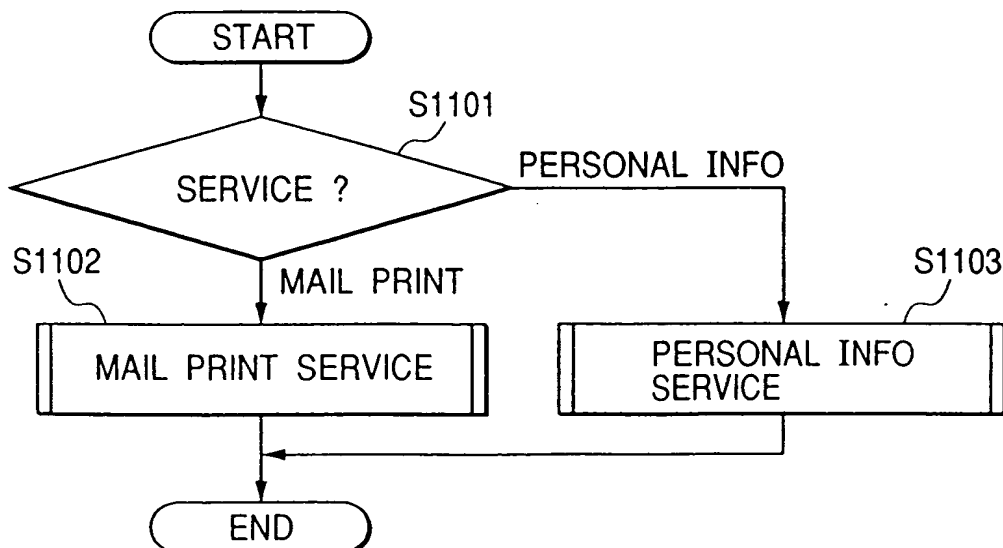 START
S1101
SERVICE ?
PERSONAL INFO
MAIL PRINT
S1102
MAIL PRINT SERVICE
S1103
PERSONAL INFO
SERVICE
END